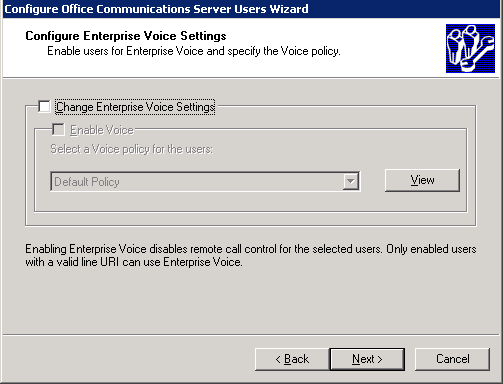 Configure Office Communications Server Users Wizard
Configure Enterprise Voice Settings
Enable users for Enterprise Voice and specify the Voice policy.
Change Enterprise Voice Settings
Enable Voice
Select a Voice policy for the users:
Default Policy
View
Enabling Enterprise Voice disables remote call control for the selected users. Only enabled users
with a valid line URI can use Enterprise Voice.
< Back
Next >
Cancel